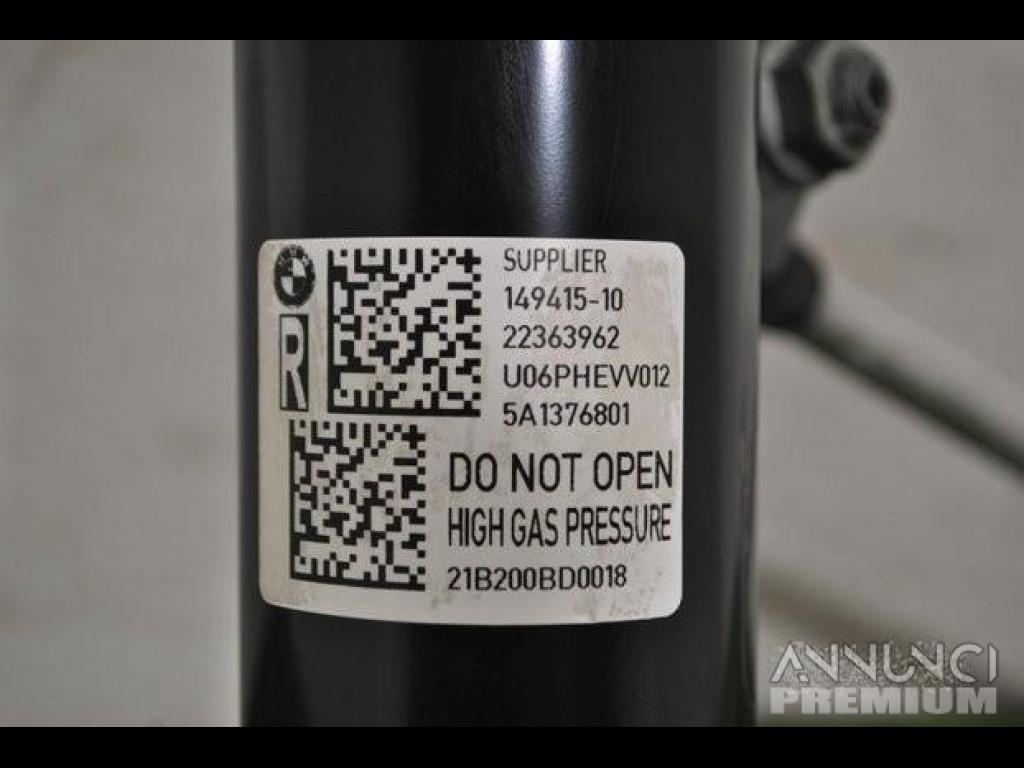 R
SUPPLIER
149415-10
22363962
U06PHEVV012
5A1376801
DO NOT OPEN
HIGH GAS PRESSURE
21B200BD0018
ANNUNCI
PREMIUM